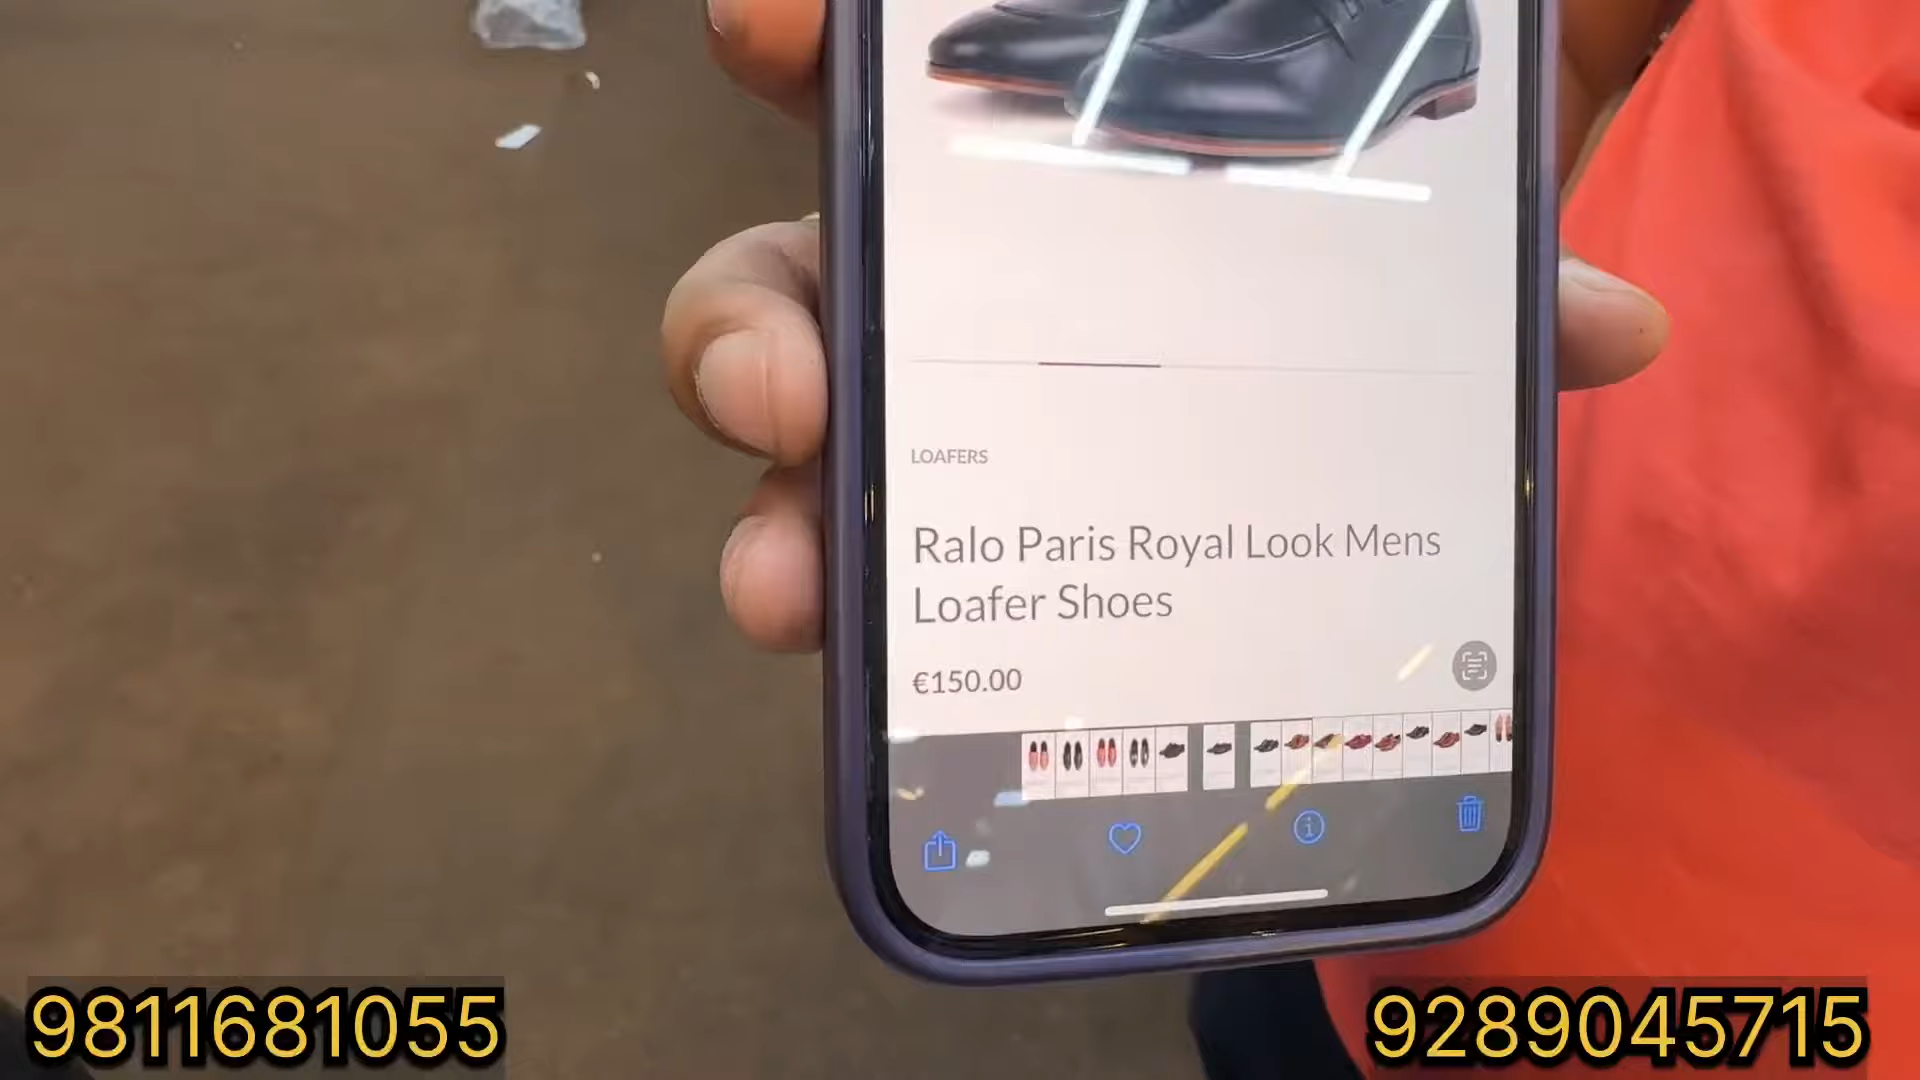 LOAFERS
Ralo Paris Royal Look Mens
Loafer Shoes
€150.00
9811681055
9289045715